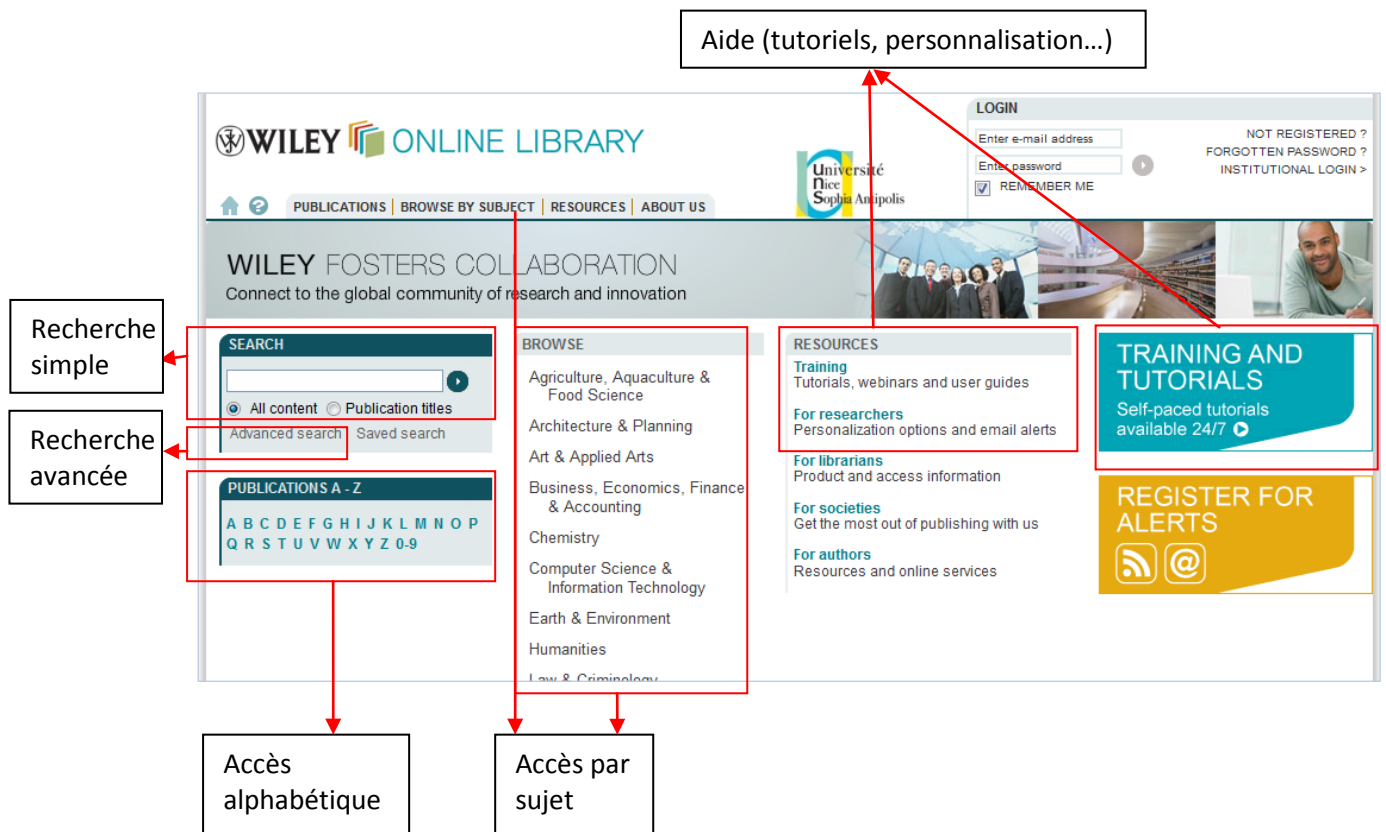 Aide (tutoriels, personnalisation…)
WILEY ONLINE LIBRARY
Université
Nice
Sophia Antipolis
LOGIN
Enter e-mail address
Enter password
REMEMBER ME
NOT REGISTERED ?
FORGOTTEN PASSWORD ?
INSTITUTIONAL LOGIN >
PUBLICATIONS | BROWSE BY SUBJECT | RESOURCES | ABOUT US
WILEY FOSTERS COLLABORATION
Connect to the global community of research and innovation
Recherche
simple
Recherche
avancée
SEARCH
All content Publication titles
Advanced search Saved search
PUBLICATIONS A - Z
A B C D E F G H I J K L M N O P
Q R S T U V W X Y Z 0-9
BROWSE
Agriculture, Aquaculture &
Food Science
Architecture & Planning
Art & Applied Arts
Business, Economics, Finance
& Accounting
Chemistry
Computer Science &
Information Technology
Earth & Environment
Humanities
Law & Criminology
RESOURCES
Training
Tutorials, webinars and user guides
For researchers
Personalization options and email alerts
For librarians
Product and access information
For societies
Get the most out of publishing with us
For authors
Resources and online services
TRAINING AND
TUTORIALS
Self-paced tutorials
available 24/7
REGISTER FOR
ALERTS
@
Accès
alphabétique
Accès par
sujet